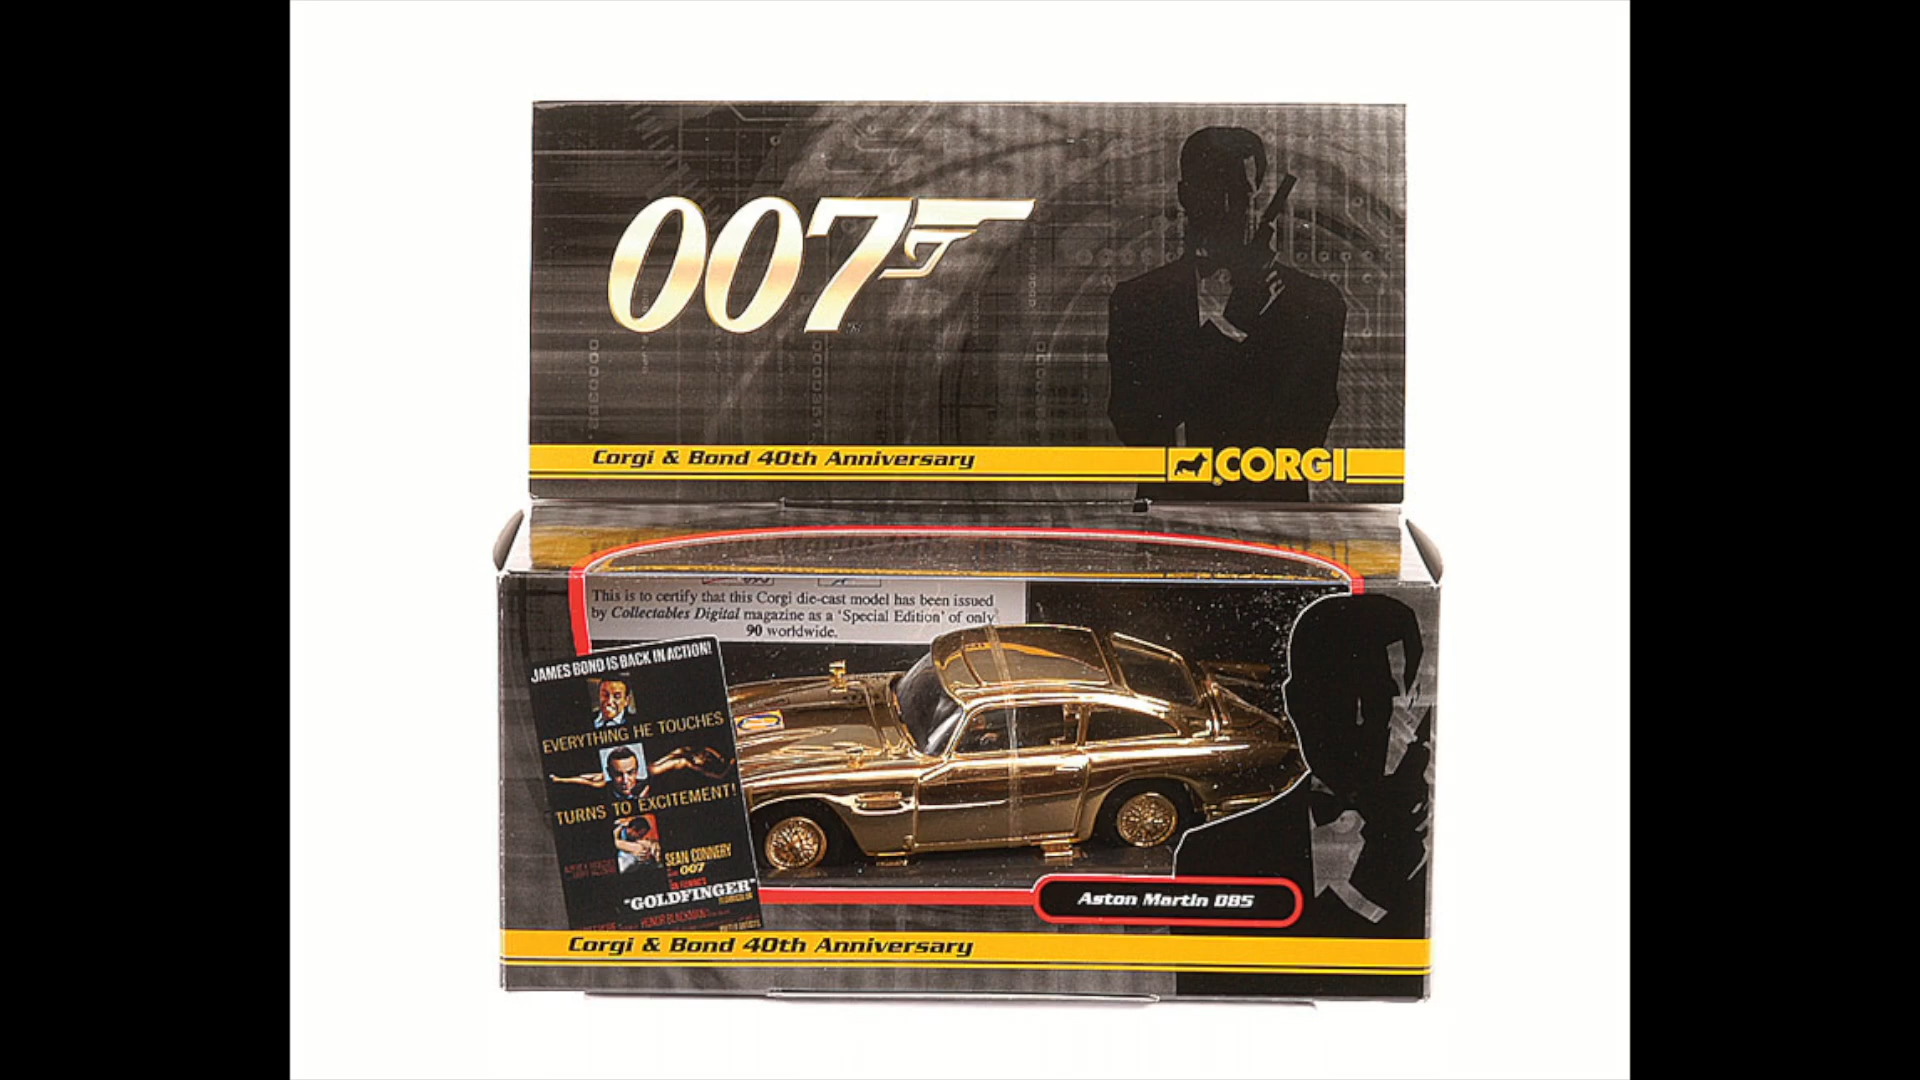 007
Corgi & Bond 40th Anniversary
CORGI
This is to certify that this Corgi die-cast model has been issued
by Collectables Digital magazine as a 'Special Edition' of only
90 worldwide.
JAMES BOND IS BACK IN ACTION!
EVERYTHING HE TOUCHES
TURNS TO EXCITEMENT!
SEAN CONNERY
007
"GOLDFINGER"
HONOR BLACKMAN
Aston Martin DB5
Corgi & Bond 40th Anniversary